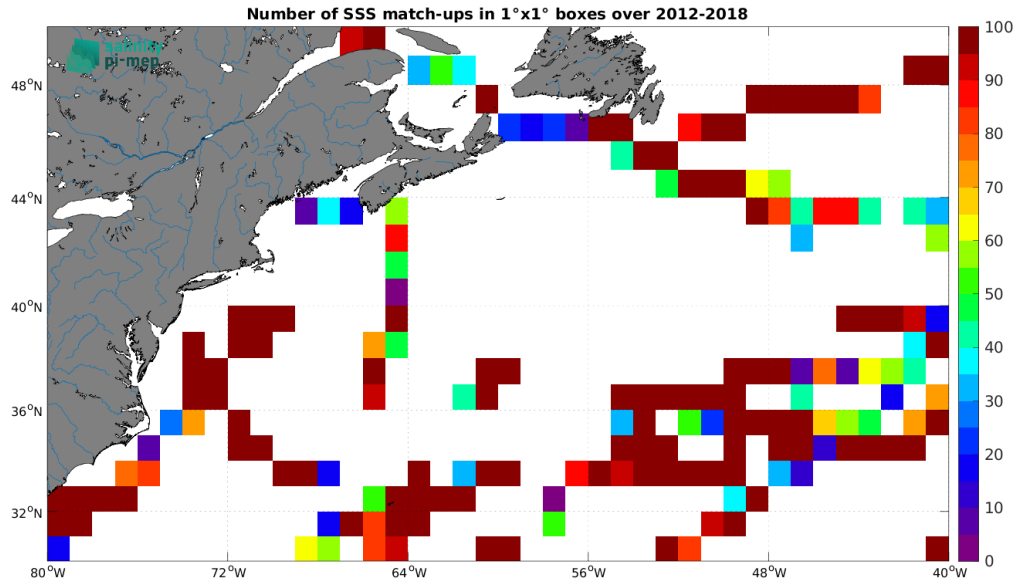 Number of SSS match-ups in 1°x1° boxes over 2012-2018
salinity
pi-mep
48°N
44°N
40°N
36°N
32°N
80°W 72°W 64°W 56°W 48°W 40°W
100
90
80
70
60
50
40
30
20
10
0